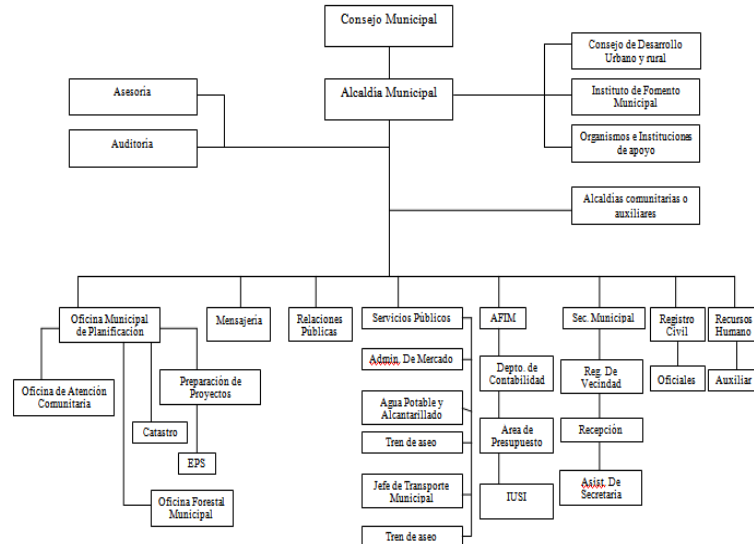 Consejo Municipal
Alcaldía Municipal
Consejo de Desarrollo
Urbano y rural
Instituto de Fomento
Municipal
Organismos e Instituciones
de apoyo
Asesoria
Auditoría
Alcaldías comunitarias o
auxiliares
Oficina Municipal
de Planificación
Mensajería
Relaciones
Públicas
Servicios Públicos
AFIM
Sec. Municipal
Registro
Civil
Recursos
Humano
Oficina de Atención
Comunitaria
Preparación de
Proyectos
Catastro
EPS
Oficina Forestal
Municipal
Admin. De Mercado
Agua Potable y
Alcantarillado
Tren de aseo
Jefe de Transporte
Municipal
Tren de aseo
Depto. de
Contabilidad
Area de
Presupuesto
IUSI
Reg. De
Vecindad
Recepción
Asist. De
Secretaria
Oficiales
Auxiliar